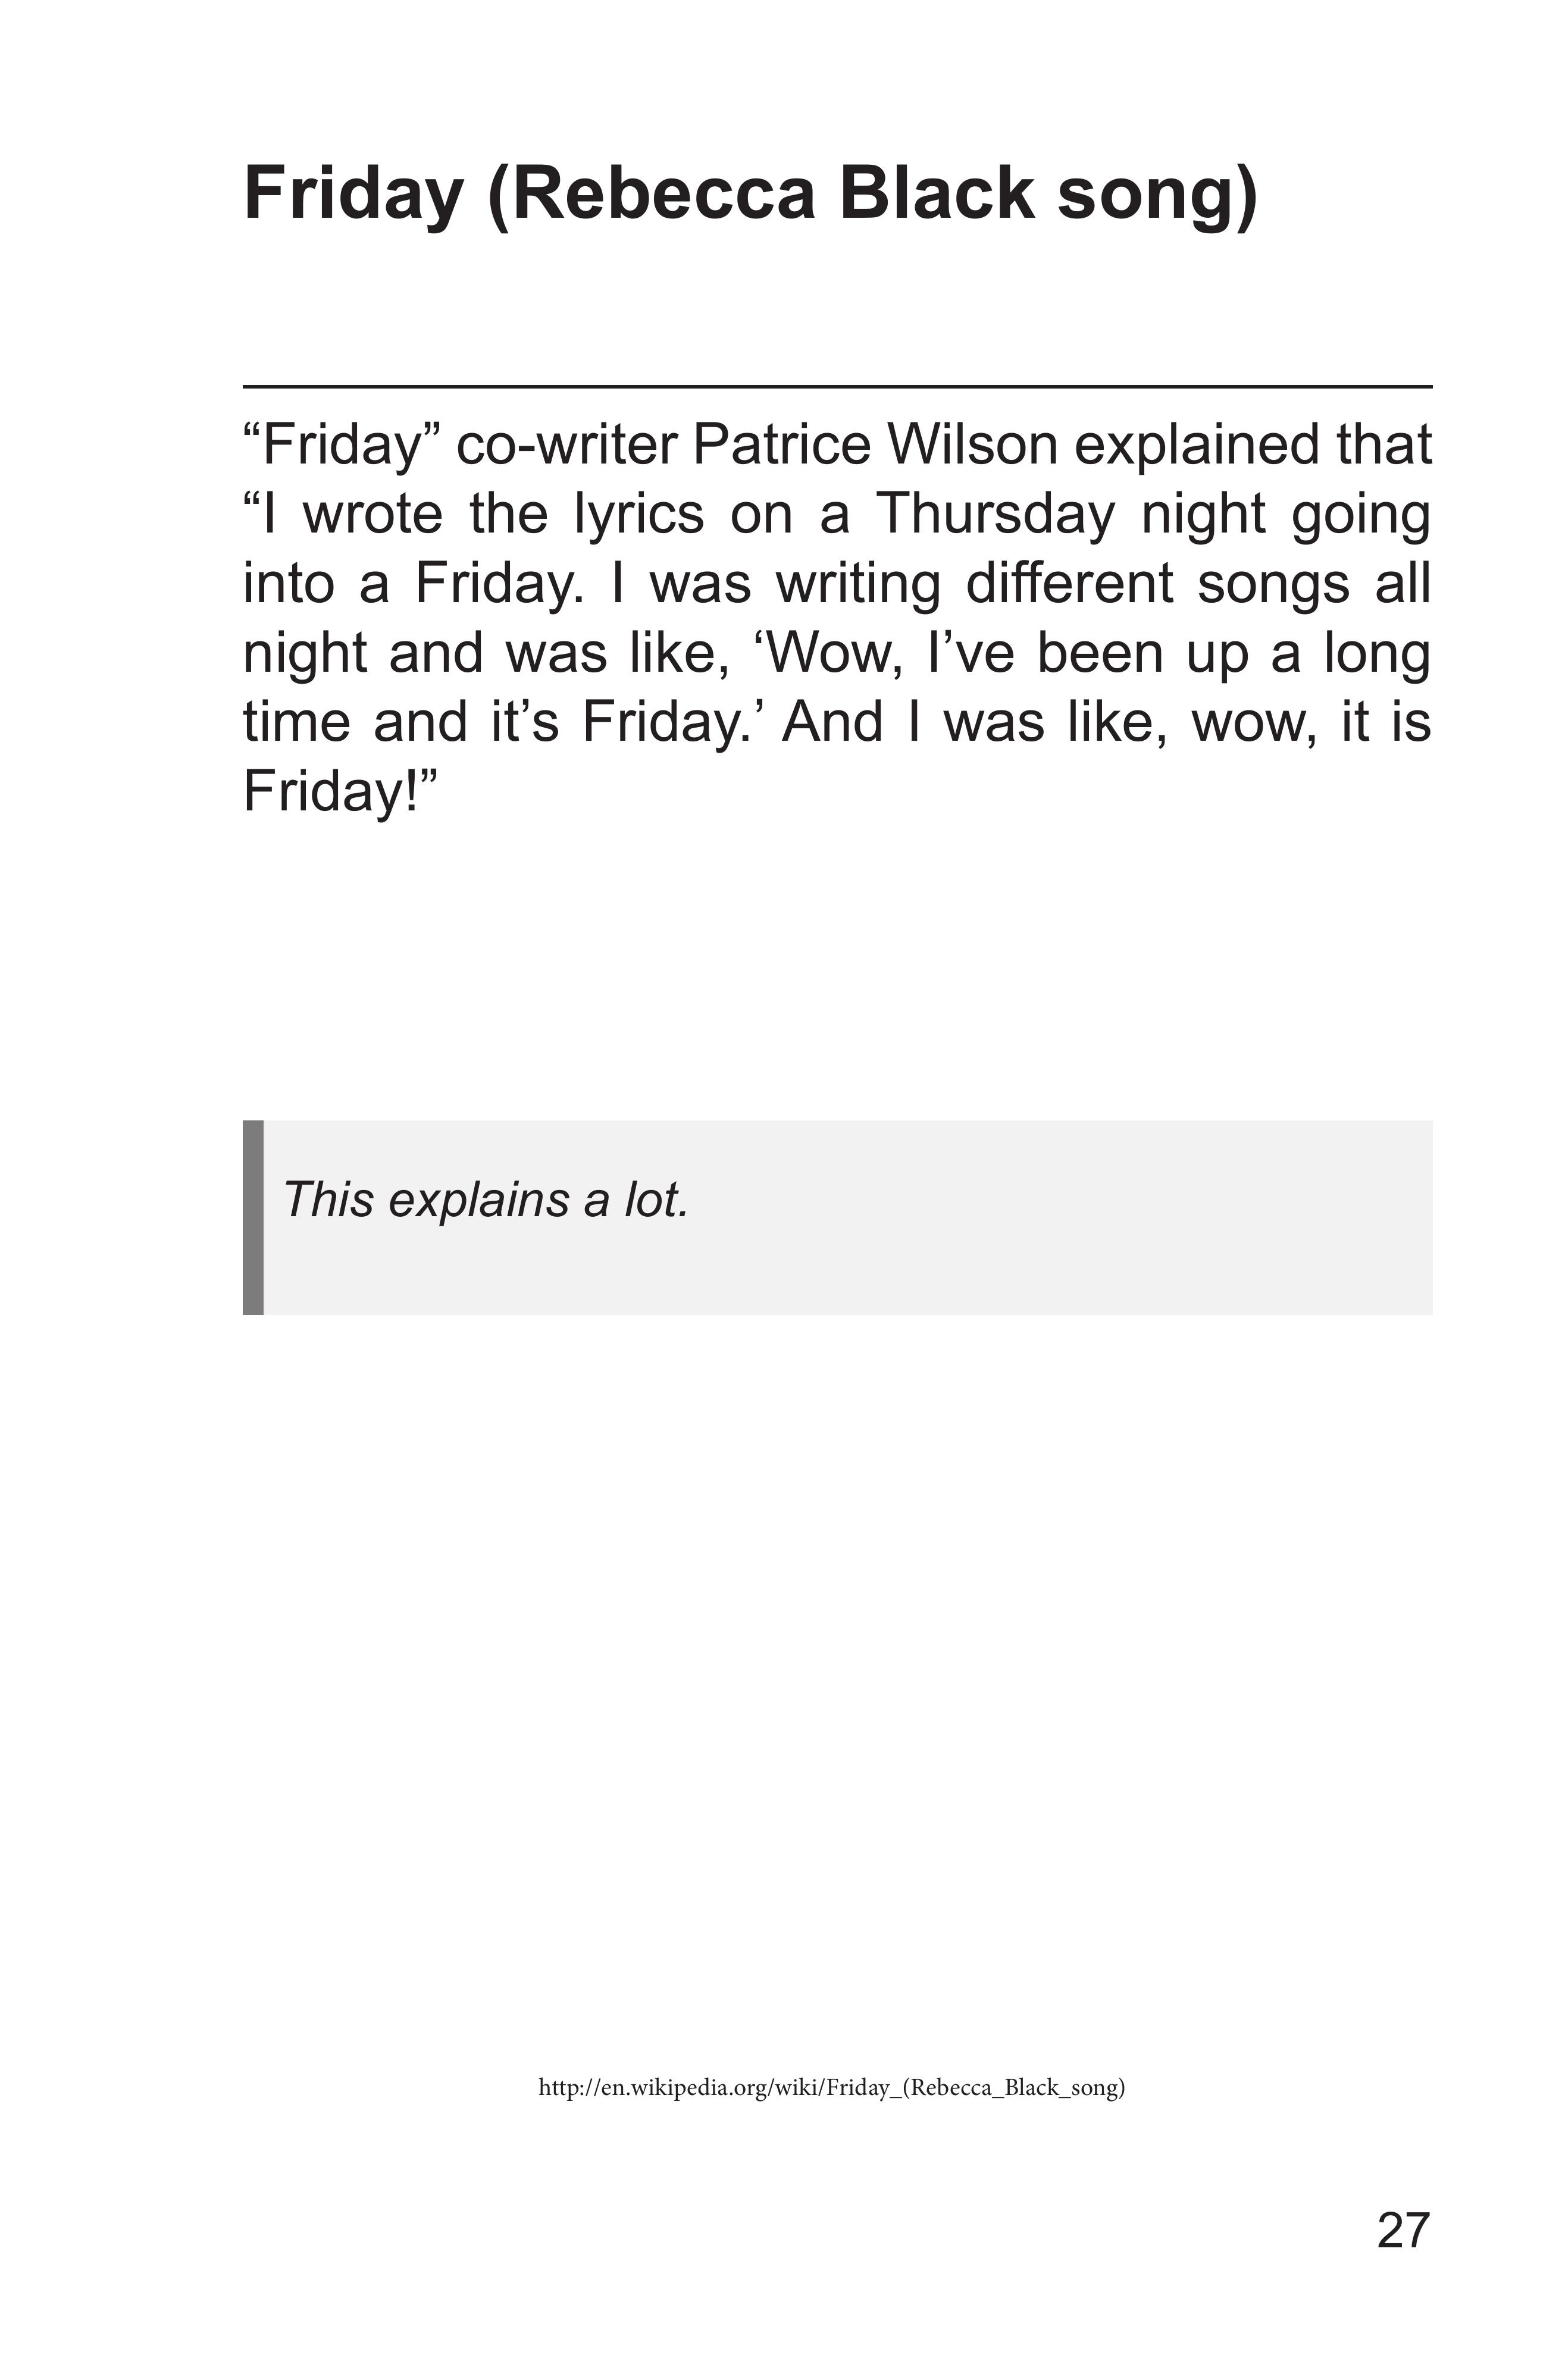 Friday (Rebecca Black song)
“Friday” co-writer Patrice Wilson explained that
“I wrote the lyrics on a Thursday night going
into a Friday. I was writing different songs all
night and was like, ‘Wow, I’ve been up a long
time and it’s Friday.’ And I was like, wow, it is
Friday!”
This explains a lot.
http://en.wikipedia.org/wiki/Friday_(Rebecca_Black_song)
27